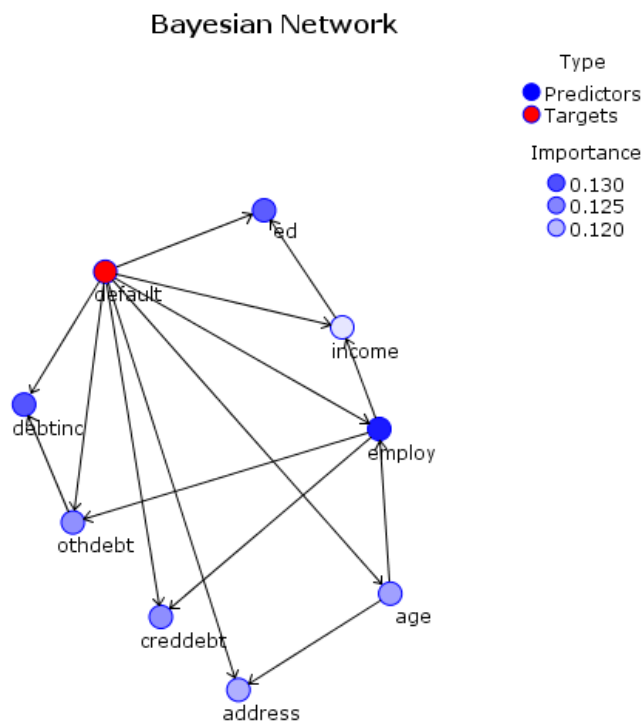 Bayesian Network
Type
Predictors
Targets
Importance
0.130
0.125
0.120
ed
default
income
debtinc
employ
othdebt
creddebt
age
address